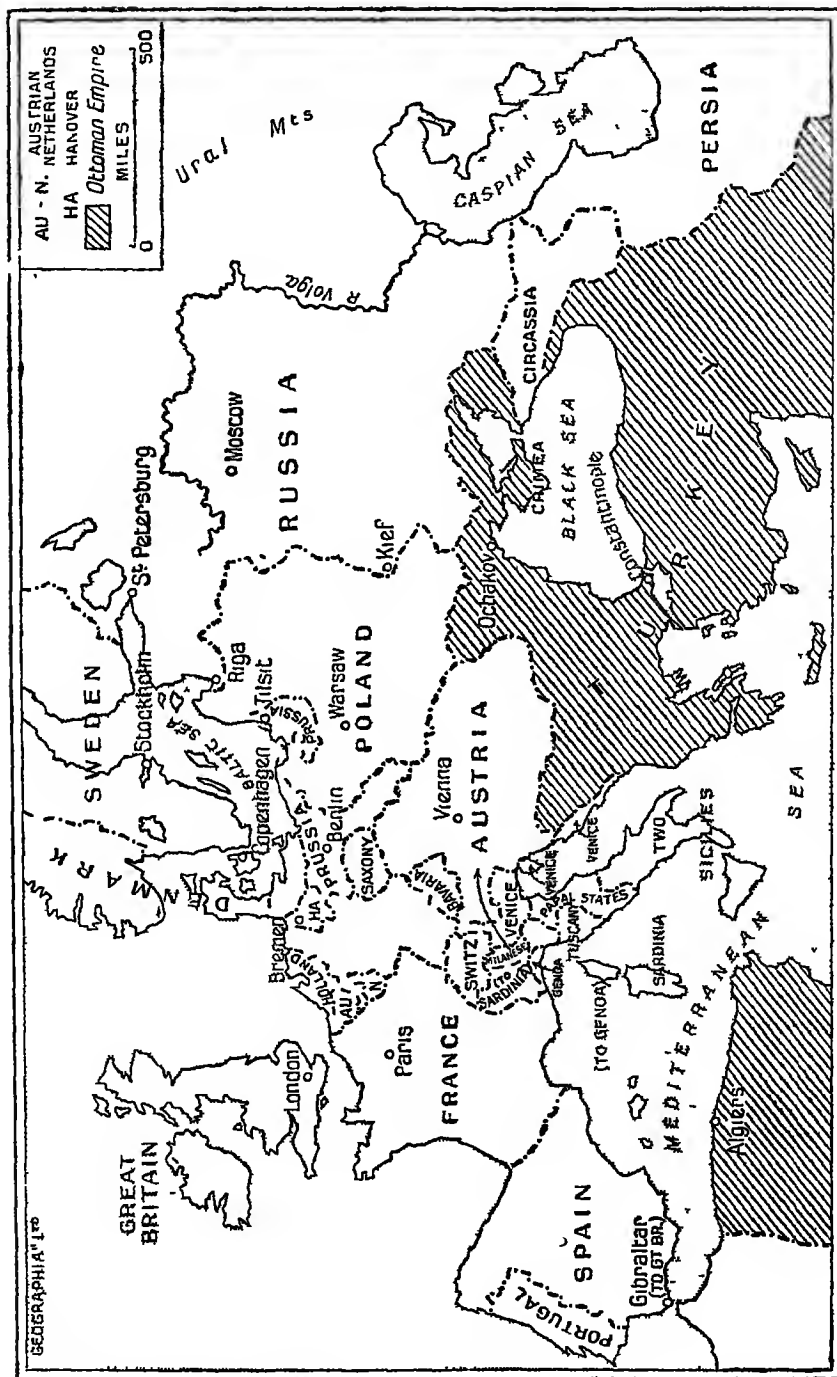 GEOGRAPHIA" LTD
AU - N. AUSTRIAN
NETHERLANDS
HA HANOVER
Ottoman Empire
MILES
0 500
GREAT
BRITAIN
London
SWEDEN
Stockholm
St Petersburg
DENMARK
BALTIC SEA
Copenhagen
Riga
Tilsit
PRUSSIA
Moscow
RUSSIA
Ural Mts
R Volga
Bremen
HOLLAND
HA
PRUSSIA
Berlin
Warsaw
POLAND
Kief
AU
N
SAXONY
Paris
FRANCE
BAVARIA
Vienna
AUSTRIA
SWITZ
MILANESE
(TO
SARDINIA)
VENICE
VENICE
VENICE
GENOA
TUSCANY
PAPAL
STATES
TWO
SICILIES
(TO GENOA)
SARDINIA
Ochakov
CRIMEA
CIRCASSIA
CASPIAN SEA
BLACK SEA
Constantinople
TURKEY
PERSIA
PORTUGAL
SPAIN
Gibraltar
(TO GT BR.)
Algiers
MEDITERRANEAN
SEA